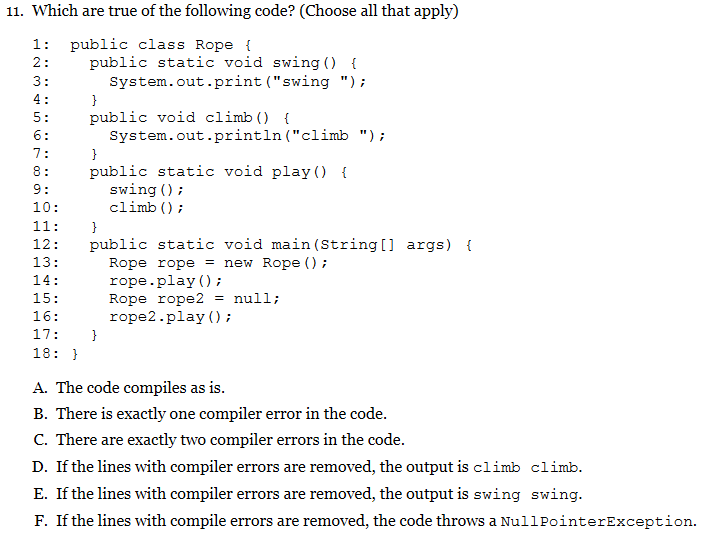 11. Which are true of the following code? (Choose all that apply)
1: public class Rope {
2: public static void swing() {
3: System.out.print("swing ");
4: }
5: public void climb() {
6: System.out.println("climb ");
7: }
8: public static void play() {
9: swing();
10: climb();
11: }
12: public static void main(String[] args) {
13: Rope rope = new Rope();
14: rope.play();
15: Rope rope2 = null;
16: rope2.play();
17: }
18: }
A. The code compiles as is.
B. There is exactly one compiler error in the code.
C. There are exactly two compiler errors in the code.
D. If the lines with compiler errors are removed, the output is climb climb.
E. If the lines with compiler errors are removed, the output is swing swing.
F. If the lines with compile errors are removed, the code throws a NullPointerException.